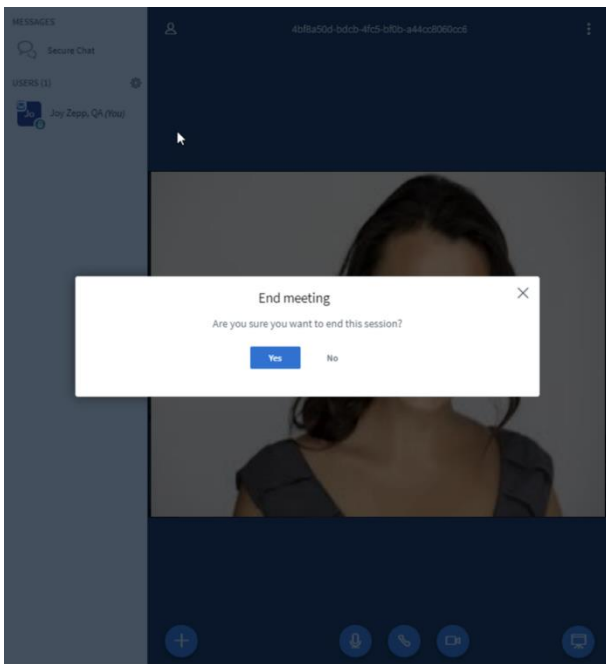 MESSAGES
Secure Chat
USERS (1)
Jo
Joy Zepp, QA (You)
4bf8a50d-bdcb-4fc5-bf0b-a44cc8060cc6
End meeting
Are you sure you want to end this session?
Yes
No